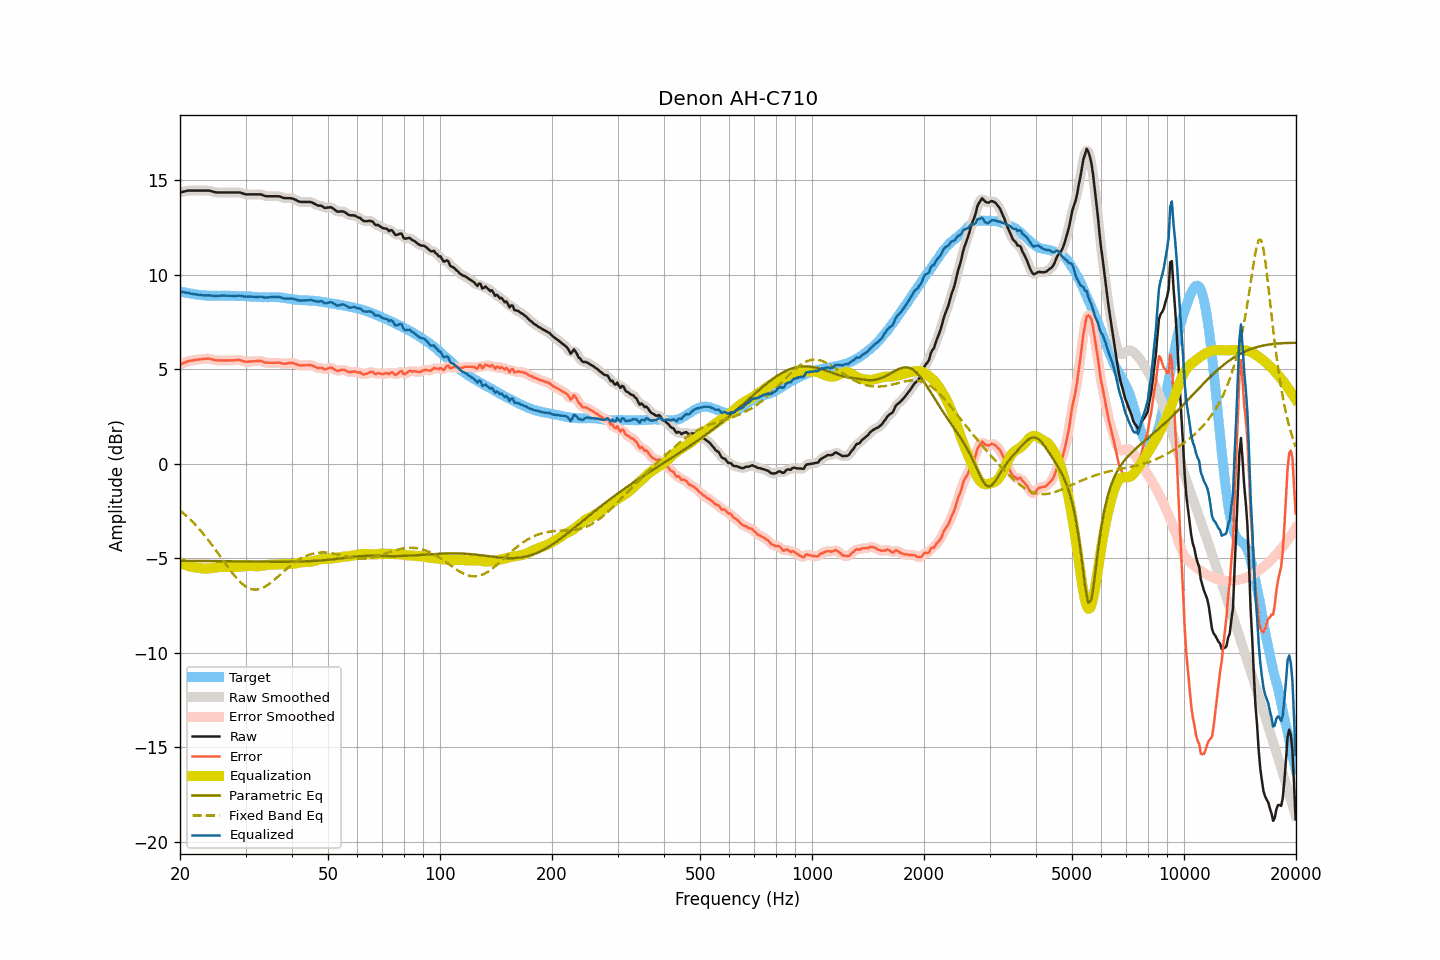 Denon AH-C710
Amplitude (dBr)
15
10
5
0
−5
−10
−15
−20
Target
Raw Smoothed
Error Smoothed
Raw
Error
Equalization
Parametric Eq
Fixed Band Eq
Equalized
20 50 100 200 500 1000 2000 5000 10000 20000
Frequency (Hz)